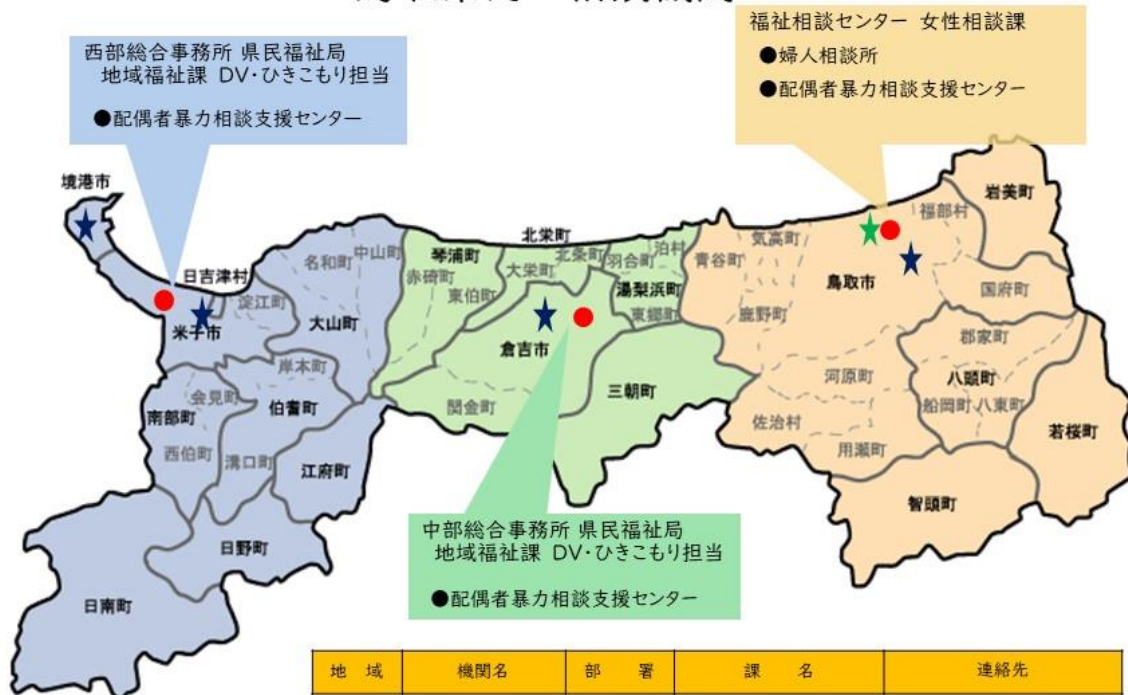 西部総合事務所 県民福祉局
地域福祉課 DV・ひきこもり担当
●配偶者暴力相談支援センター
福祉相談センター 女性相談課
●婦人相談所
●配偶者暴力相談支援センター
境港市
日吉津村
米子市
淀江町
名和町
中山町
大山町
岸本町
会見町
南部町
伯耆町
西伯町
溝口町
江府町
日野町
日南町
北栄町
琴浦町
赤碕町
東伯町
大栄町
北条町
羽合町
泊村
湯梨浜町
東郷町
倉吉市
三朝町
関金町
岩美町
福部村
気高町
青谷町
鳥取市
鹿野町
国府町
郡家町
河原町
八頭町
船岡町
八東町
佐治村
用瀬町
若桜町
智頭町
中部総合事務所 県民福祉局
地域福祉課 DV・ひきこもり担当
●配偶者暴力相談支援センター
地 域 機関名 部 署 課 名 連絡先